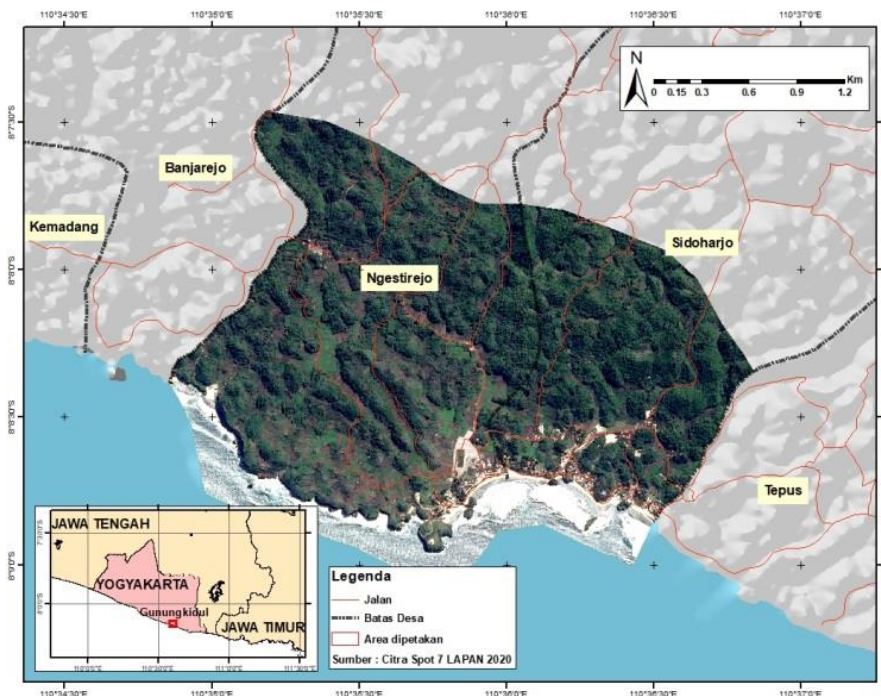 110°34'30"E 110°35'0"E 110°35'30"E 110°36'0"E 110°36'30"E 110°37'0"E
N
Km
0 0.15 0.3 0.6 0.9 1.2
8°7'30"S
Banjarejo
Kemadang
Sidoharjo
8°8'0"S
Ngestirejo
8°8'30"S
Tepus
8°9'0"S
JAWA TENGAH
YOGYAKARTA
Gunungkidul
JAWA TIMUR
Legenda
Jalan
Batas Desa
Area dipetakan
Sumber : Citra Spot 7 LAPAN 2020
110°34'30"E 110°35'0"E 110°35'30"E 110°36'0"E 110°36'30"E 110°37'0"E